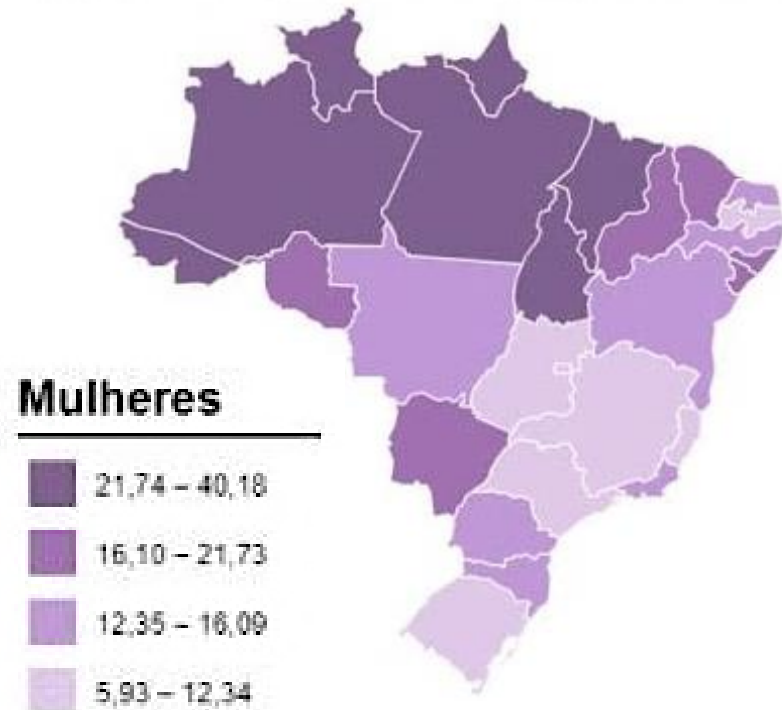 Mulheres
21,74 – 40,18
16,10 – 21,73
12,35 – 16,09
5,93 – 12,34